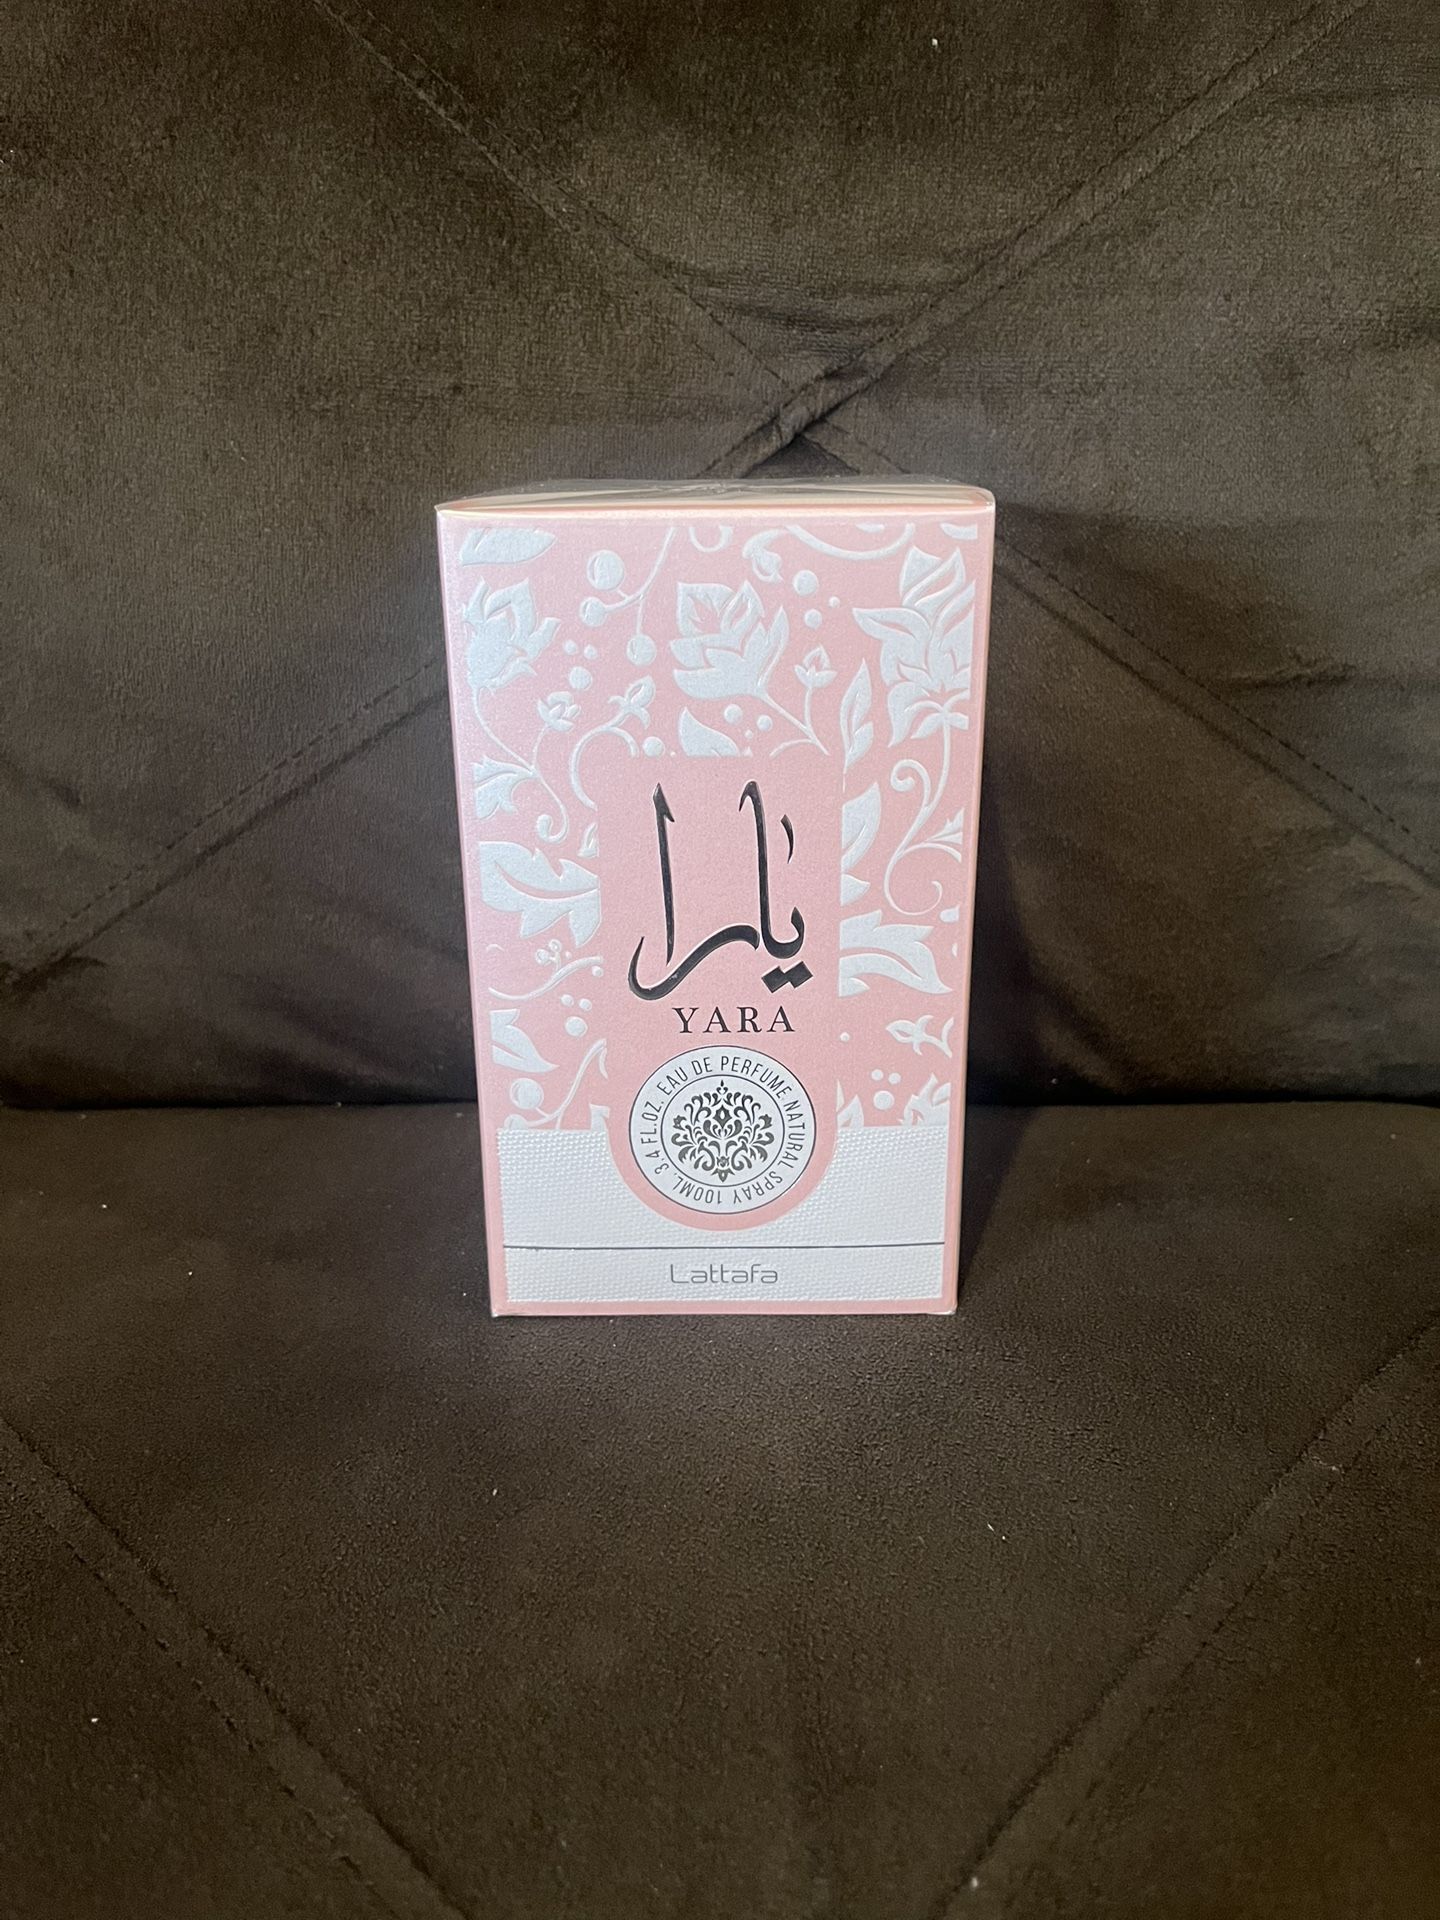 يارا
YARA
EAU DE PERFUME NATURAL SPRAY 100ML. 3.4 FL.OZ.
Lattafa